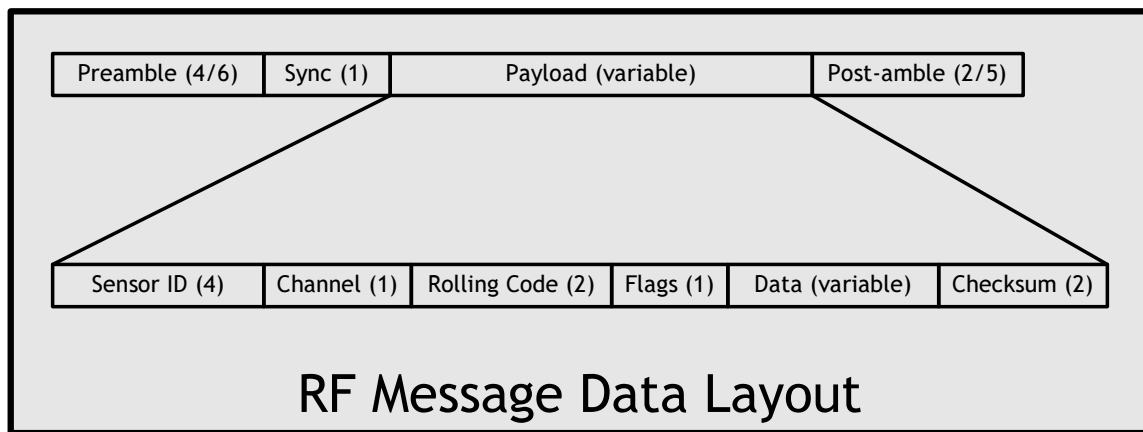 Preamble (4/6) Sync (1) Payload (variable) Post-amble (2/5)
Sensor ID (4) Channel (1) Rolling Code (2) Flags (1) Data (variable) Checksum (2)
RF Message Data Layout